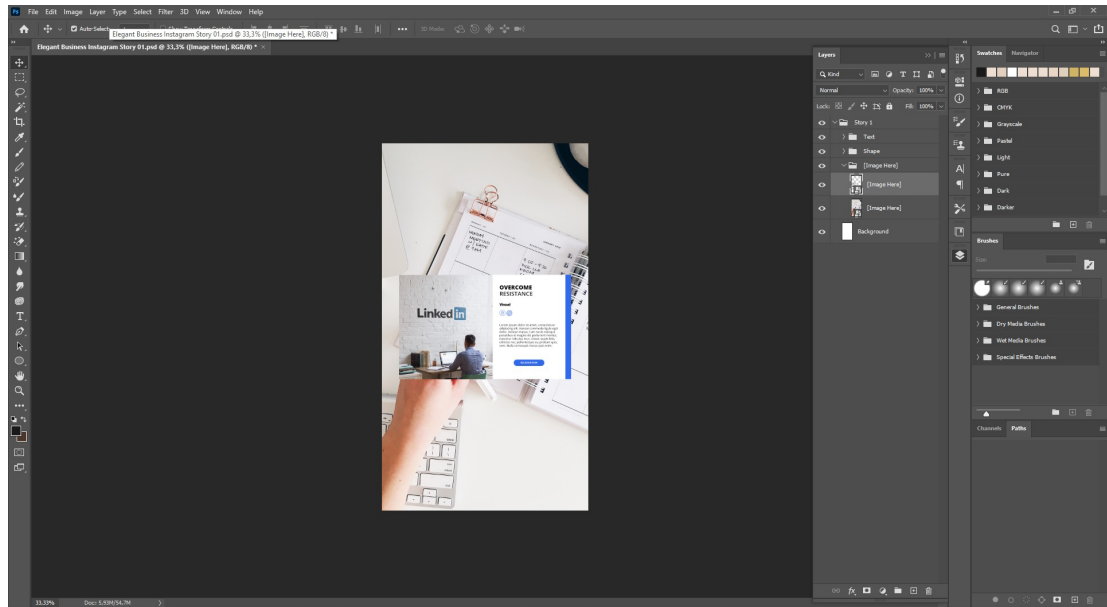 Ps File Edit Image Layer Type Select Filter 3D View Window Help
Auto-Select:
3D Mode:
Elegant Business Instagram Story 01.psd @ 33,3% ([Image Here], RGB/8) *
Elegant Business Instagram Story 01.psd @ 33,3% ([Image Here], RGB/8) * ×
Layers
Kind
Normal
Opacity: 100%
Lock:
Fill: 100%
Story 1
Text
Shape
[Image Here]
[Image Here]
[Image Here]
Background
fx
Swatches Navigator
RGB
CMYK
Grayscale
Pastel
Light
Pure
Dark
Darker
Brushes
Size:
General Brushes
Dry Media Brushes
Wet Media Brushes
Special Effects Brushes
Channels Paths
Linked in
OVERCOME
RESISTANCE
33,33%
Doc: 5,93M/54,7M